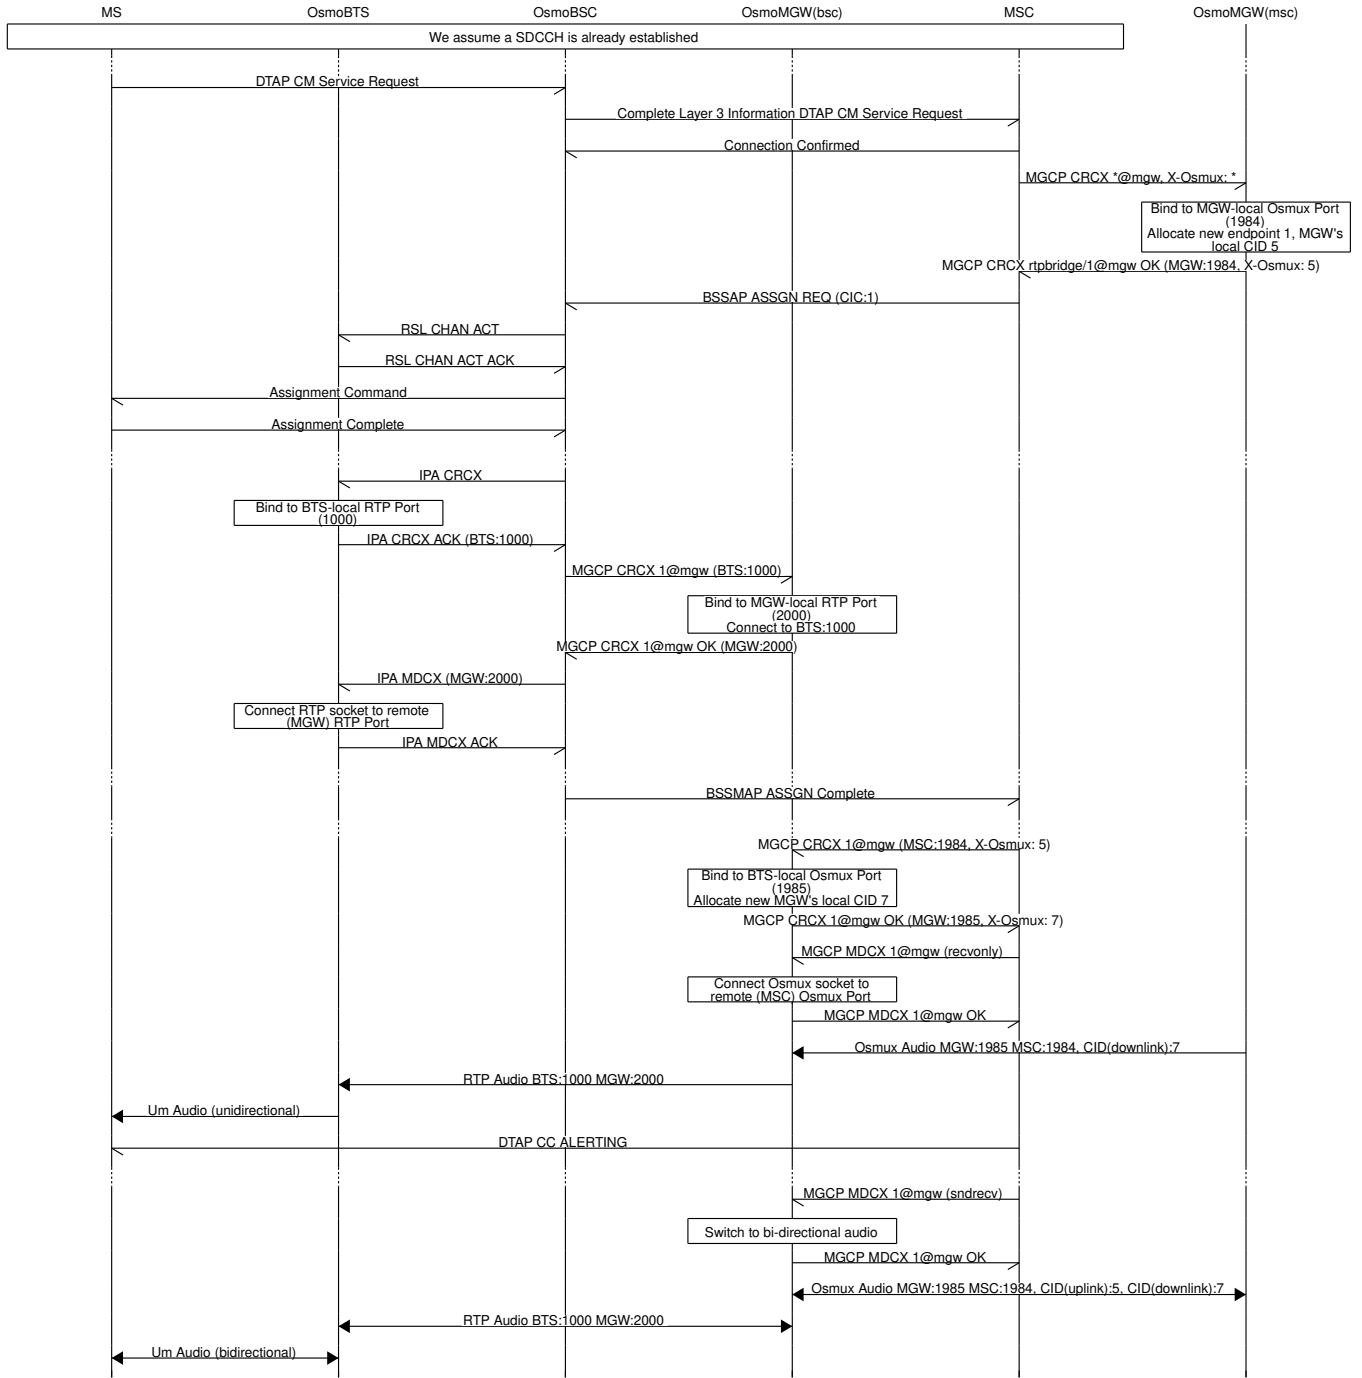 MS OsmoBTS OsmoBSC OsmoMGW(bsc) MSC OsmoMGW(msc)
We assume a SDCCH is already established
DTAP CM Service Request
Complete Layer 3 Information DTAP CM Service Request
Connection Confirmed
MGCP CRCX *@mgw, X-Osmux: *
Bind to MGW-local Osmux Port
(1984)
Allocate new endpoint 1, MGW's
local CID 5
MGCP CRCX rtpbridge/1@mgw OK (MGW:1984, X-Osmux: 5)
BSSAP ASSGN REQ (CIC:1)
RSL CHAN ACT
RSL CHAN ACT ACK
Assignment Command
Assignment Complete
IPA CRCX
Bind to BTS-local RTP Port
(1000)
IPA CRCX ACK (BTS:1000)
MGCP CRCX 1@mgw (BTS:1000)
Bind to MGW-local RTP Port
(2000)
Connect to BTS:1000
MGCP CRCX 1@mgw OK (MGW:2000)
IPA MDCX (MGW:2000)
Connect RTP socket to remote
(MGW) RTP Port
IPA MDCX ACK
BSSMAP ASSGN Complete
MGCP CRCX 1@mgw (MSC:1984, X-Osmux: 5)
Bind to BTS-local Osmux Port
(1985)
Allocate new MGW's local CID 7
MGCP CRCX 1@mgw OK (MGW:1985, X-Osmux: 7)
MGCP MDCX 1@mgw (recvonly)
Connect Osmux socket to
remote (MSC) Osmux Port
MGCP MDCX 1@mgw OK
Osmux Audio MGW:1985 MSC:1984, CID(downlink):7
RTP Audio BTS:1000 MGW:2000
Um Audio (unidirectional)
DTAP CC ALERTING
MGCP MDCX 1@mgw (sndrecv)
Switch to bi-directional audio
MGCP MDCX 1@mgw OK
Osmux Audio MGW:1985 MSC:1984, CID(uplink):5, CID(downlink):7
RTP Audio BTS:1000 MGW:2000
Um Audio (bidirectional)